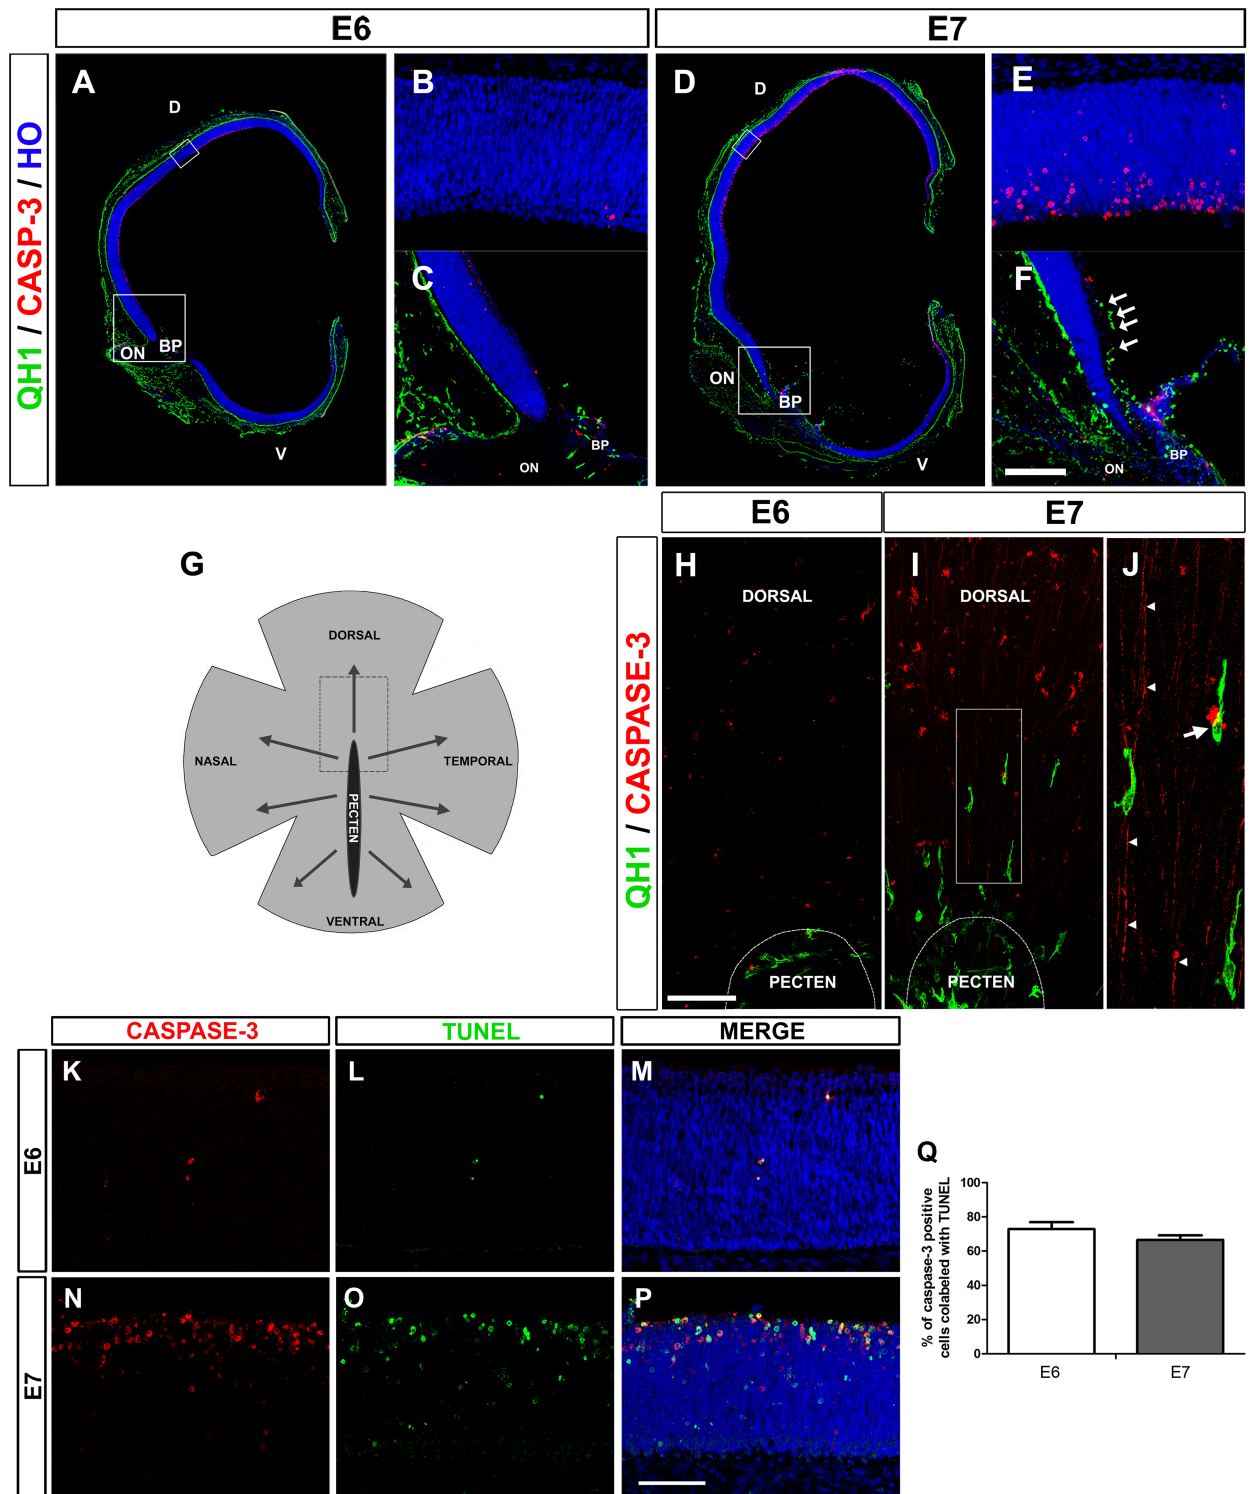 E6
E7
QH1 / CASP-3 / HO
A
D
ON
BP
V
B
C
BP
ON
D
D
ON
BP
V
E
F
BP
ON
E6
E7
QH1 / CASPASE-3
G
DORSAL
NASAL
TEMPORAL
PECTEN
VENTRAL
H
DORSAL
PECTEN
I
DORSAL
PECTEN
J
CASPASE-3
TUNEL
MERGE
E6
K
L
M
E7
N
O
P
Q
% of caspase-3 positive
cells colabeled with TUNEL
100
80
60
40
20
0
E6
E7